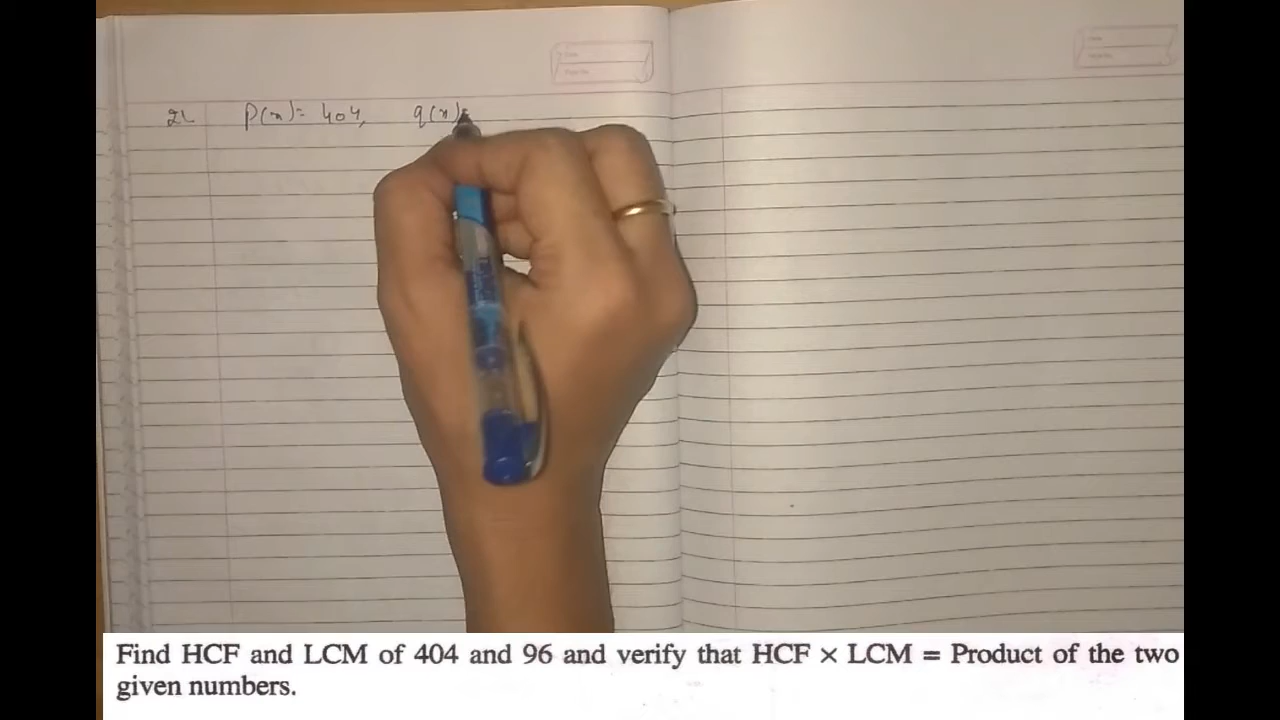 21. P(x) = 404, q(x) =
Find HCF and LCM of 404 and 96 and verify that HCF × LCM = Product of the two
given numbers.